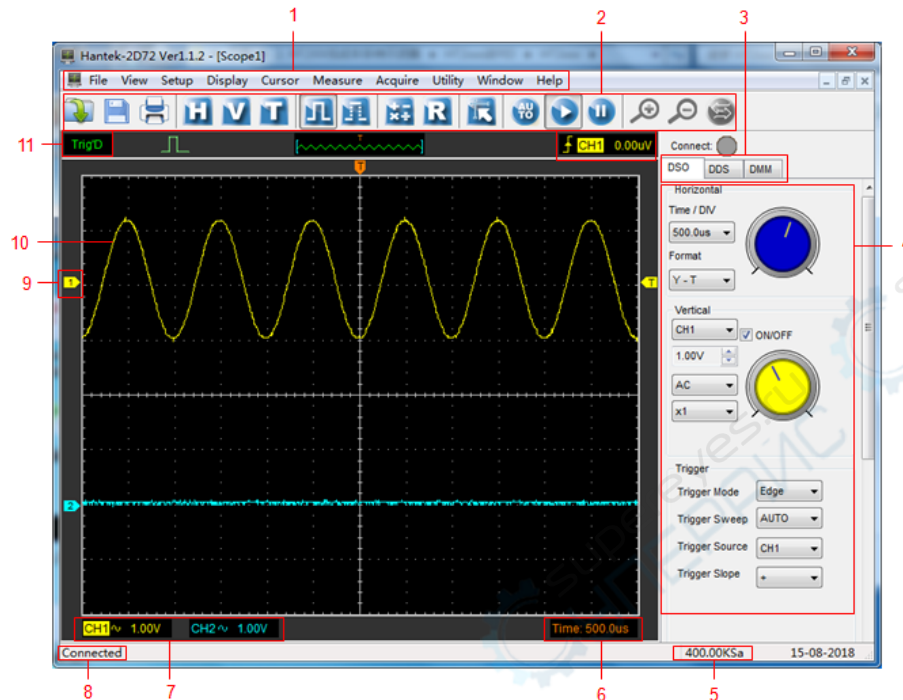 1 2 3
Hantek-2D72 Ver1.1.2 - [Scope1]
File View Setup Display Cursor Measure Acquire Utility Window Help
H V T R AUTO
11 Trig'D T CH1 0.00uV Connect:
T
DSO DDS DMM
Horizontal
Time / DIV
500.0us
10
Format
9 1 T Y - T
Vertical
CH1 ON/OFF
1.00V
AC
x1
Trigger
Trigger Mode Edge
2 Trigger Sweep AUTO
Trigger Source CH1
Trigger Slope +
CH1 1.00V CH2 1.00V Time: 500.0us
Connected 400.00KSa 15-08-2018
8 7 6 5